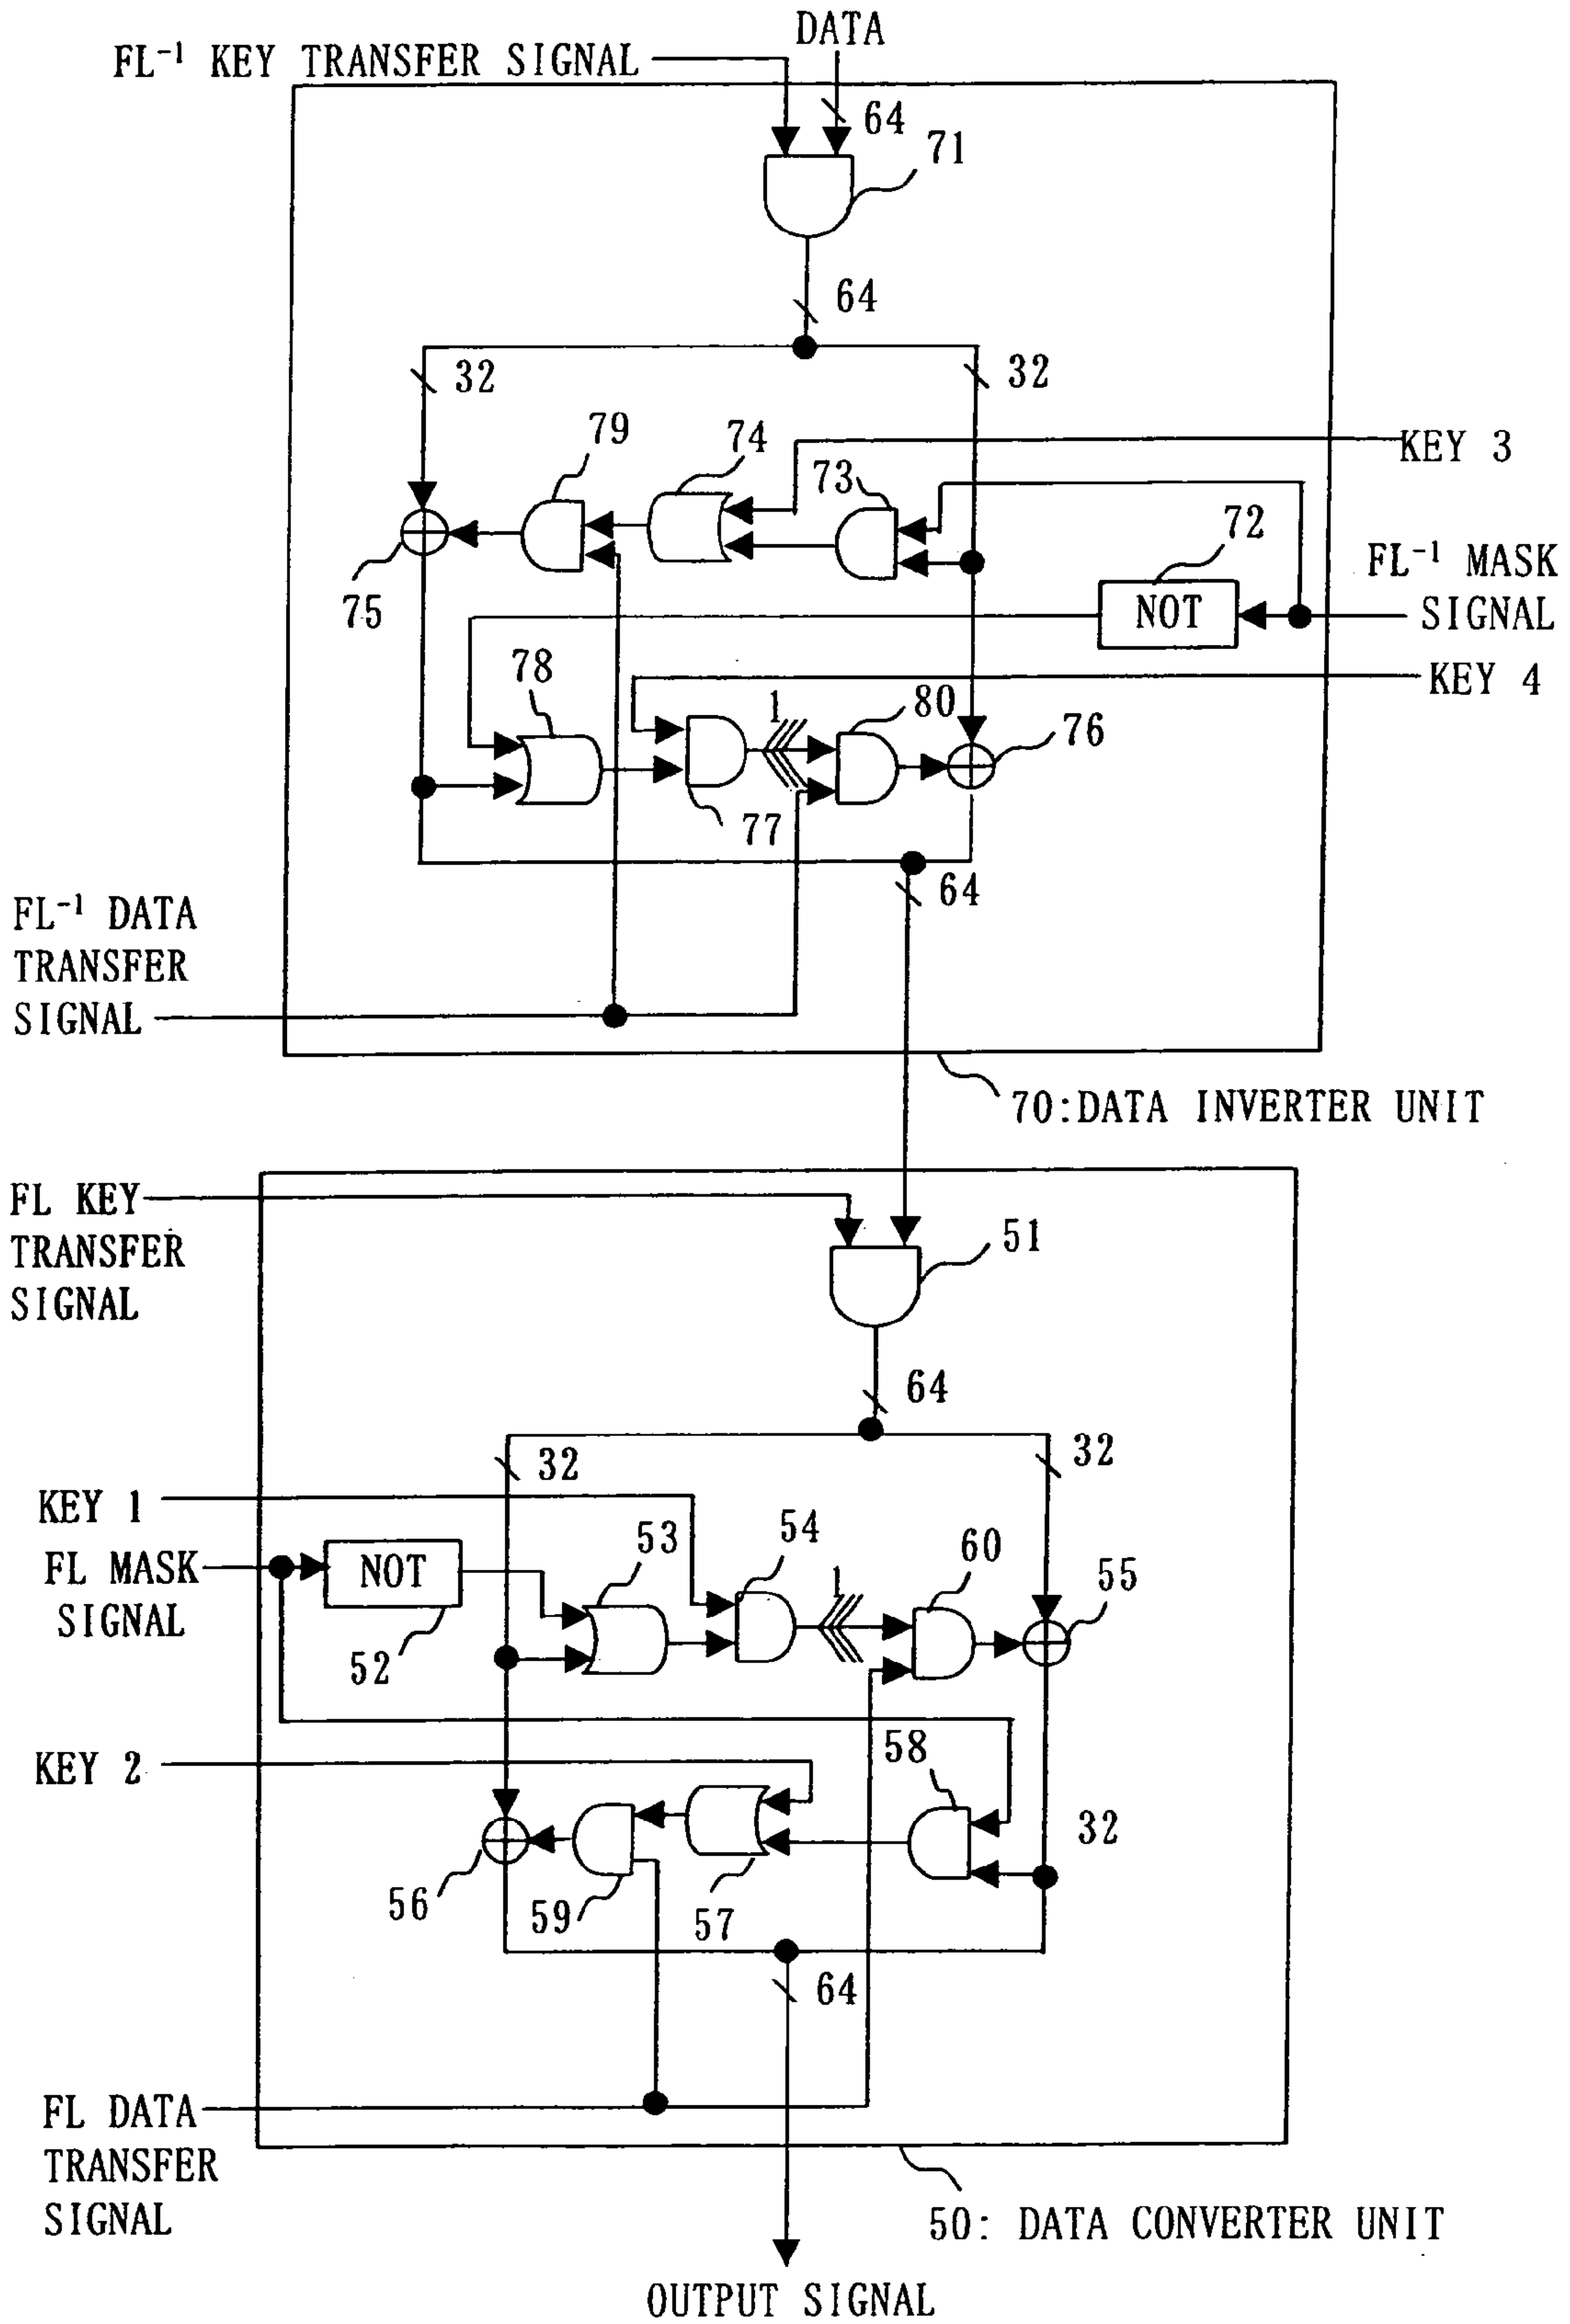 DATA
FL⁻¹ KEY TRANSFER SIGNAL
64
71
64
32
32
79
74
73
KEY 3
72
NOT
FL⁻¹ MASK
SIGNAL
75
78
1
80
KEY 4
76
77
64
FL⁻¹ DATA
TRANSFER
SIGNAL
70:DATA INVERTER UNIT
FL KEY
TRANSFER
SIGNAL
51
64
32
32
KEY 1
53
54
60
55
FL MASK
SIGNAL
NOT
1
52
KEY 2
58
32
56
59
57
64
FL DATA
TRANSFER
SIGNAL
50: DATA CONVERTER UNIT
OUTPUT SIGNAL